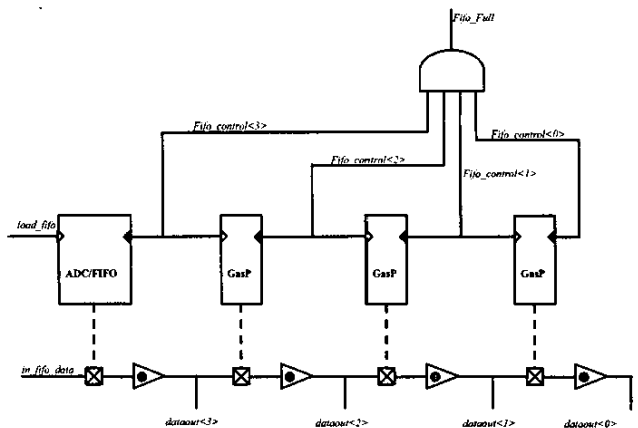 Fifo_Full
Fifo_control<3>
Fifo_control<0>
Fifo_control<2>
Fifo_control<1>
load_fifo
ADC/FIFO
GasP
GasP
GasP
in_fifo_data
dataout<3>
dataout<2>
dataout<1>
dataout<0>